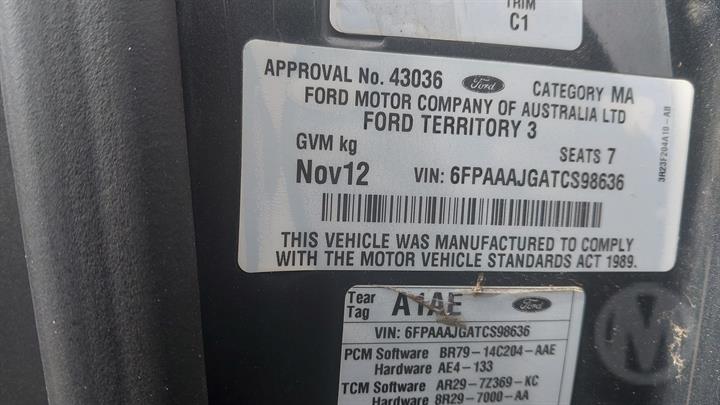 TRIM
C1
APPROVAL No. 43036 Ford CATEGORY MA
FORD MOTOR COMPANY OF AUSTRALIA LTD
FORD TERRITORY 3
GVM kg SEATS 7
Nov12 VIN: 6FPAAAJGATCS98636
THIS VEHICLE WAS MANUFACTURED TO COMPLY
WITH THE MOTOR VEHICLE STANDARDS ACT 1989.
3R23F204A10-AB
Tear Tag A1AE Ford
VIN: 6FPAAAJGATCS98636
PCM Software BR79-14C204-AAE
Hardware AE4-133
TCM Software AR29-7Z369-KC
Hardware 8R29-7000-AA
M